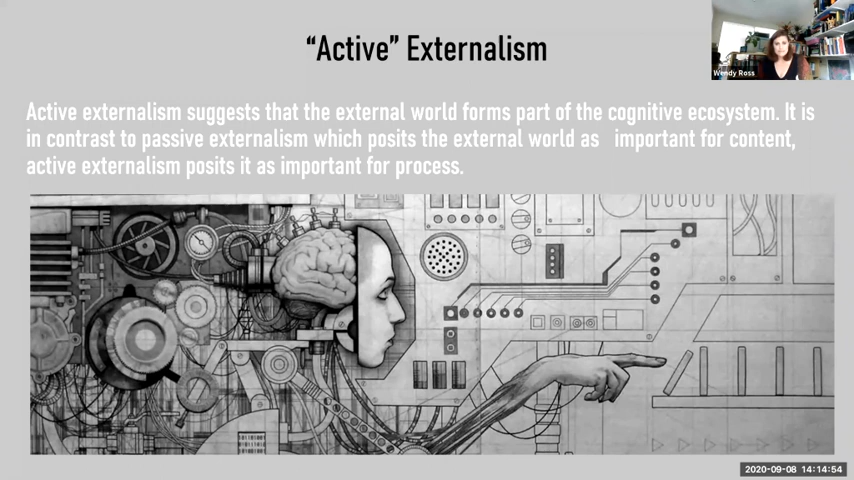 “Active” Externalism
Wendy Ross
Active externalism suggests that the external world forms part of the cognitive ecosystem. It is
in contrast to passive externalism which posits the external world as important for content,
active externalism posits it as important for process.
2020-09-08 14:14:54